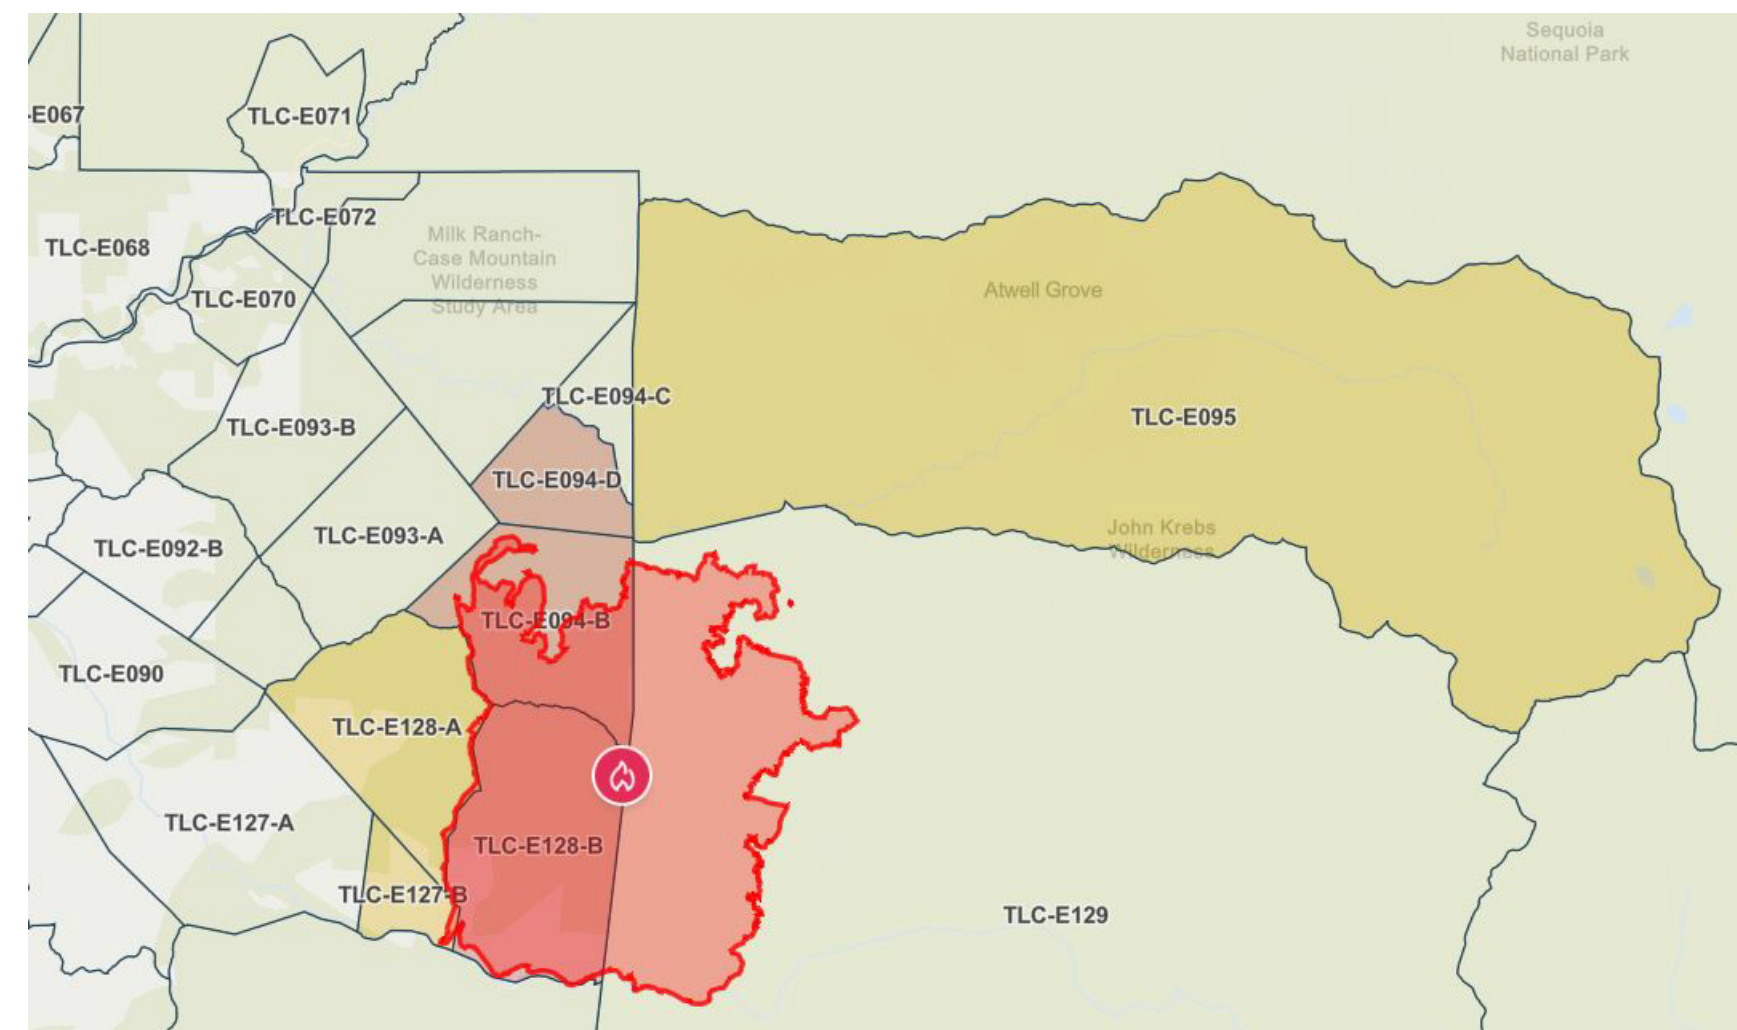 Sequoia
National Park
-E067
TLC-E071
TLC-E072
TLC-E068
Milk Ranch-
Case Mountain
Wilderness
Study Area
TLC-E070
Atwell Grove
TLC-E094-C
TLC-E095
TLC-E093-B
TLC-E094-D
TLC-E093-A
John Krebs
Wilderness
TLC-E092-B
TLC-E094-B
TLC-E090
TLC-E128-A
TLC-E127-A
TLC-E128-B
TLC-E127-B
TLC-E129